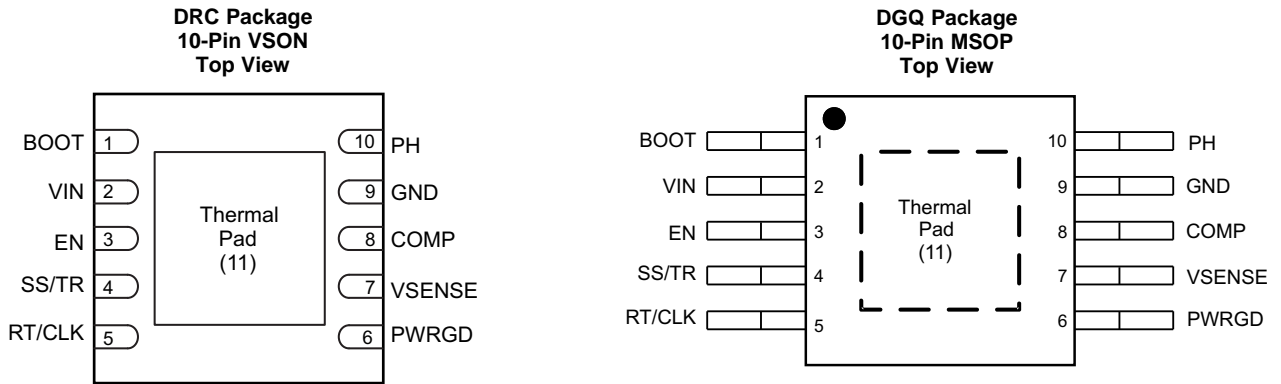 DRC Package
10-Pin VSON
Top View
BOOT 1
VIN 2
EN 3
SS/TR 4
RT/CLK 5
Thermal
Pad
(11)
10 PH
9 GND
8 COMP
7 VSENSE
6 PWRGD
DGQ Package
10-Pin MSOP
Top View
BOOT 1
VIN 2
EN 3
SS/TR 4
RT/CLK 5
Thermal
Pad
(11)
10 PH
9 GND
8 COMP
7 VSENSE
6 PWRGD